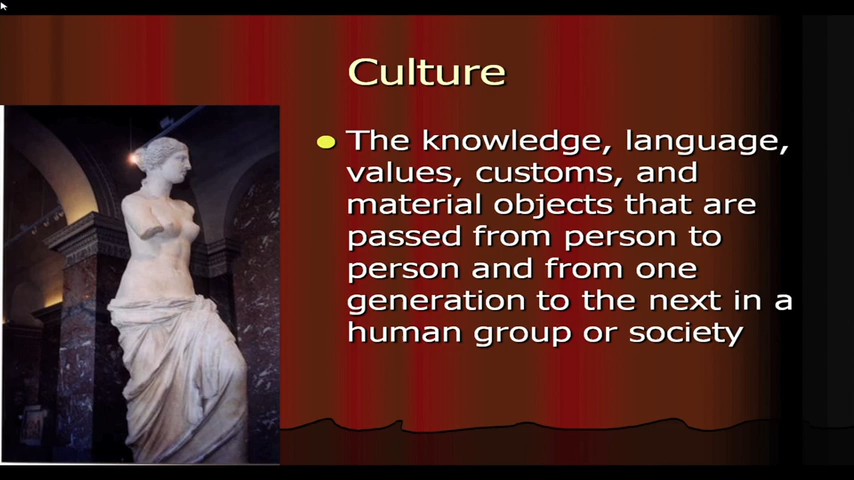 Culture
The knowledge, language,
values, customs, and
material objects that are
passed from person to
person and from one
generation to the next in a
human group or society